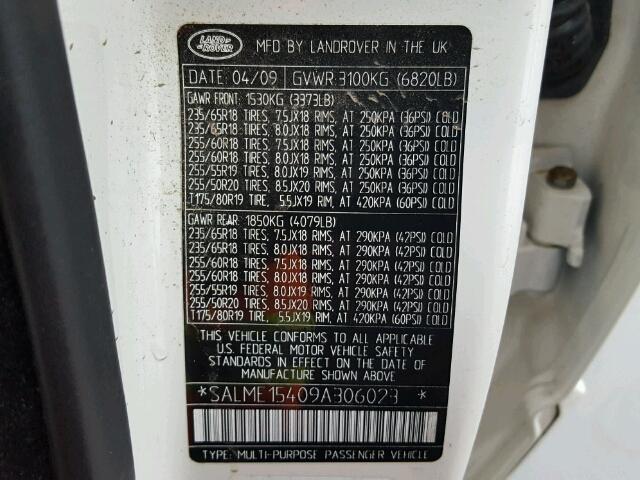 LAND ROVER
MFD BY LANDROVER IN THE UK
DATE: 04/09 GVWR 3100KG (6820LB)
GAWR FRONT: 1530KG (3373LB)
235/65R18 TIRES, 7.5JX18 RIMS, AT 250KPA (36PSI) COLD
235/65R18 TIRES, 8.0JX18 RIMS, AT 250KPA (36PSI) COLD
255/60R18 TIRES, 7.5JX18 RIMS, AT 250KPA (36PSI) COLD
255/60R18 TIRES, 8.0JX18 RIMS, AT 250KPA (36PSI) COLD
255/55R19 TIRES, 8.0JX19 RIMS, AT 250KPA (36PSI) COLD
255/50R20 TIRES, 8.5JX20 RIMS, AT 250KPA (36PSI) COLD
T175/80R19 TIRE, 5.5JX19 RIM, AT 420KPA (60PSI) COLD
GAWR REAR: 1850KG (4079LB)
235/65R18 TIRES, 7.5JX18 RIMS, AT 290KPA (42PSI) COLD
235/65R18 TIRES, 8.0JX18 RIMS, AT 290KPA (42PSI) COLD
255/60R18 TIRES, 7.5JX18 RIMS, AT 290KPA (42PSI) COLD
255/60R18 TIRES, 8.0JX18 RIMS, AT 290KPA (42PSI) COLD
255/55R19 TIRES, 8.0JX19 RIMS, AT 290KPA (42PSI) COLD
255/50R20 TIRES, 8.5JX20 RIMS, AT 290KPA (42PSI) COLD
T175/80R19 TIRE, 5.5JX19 RIM, AT 420KPA (60PSI) COLD
THIS VEHICLE CONFORMS TO ALL APPLICABLE
U.S. FEDERAL MOTOR VEHICLE SAFETY
STANDARDS IN EFFECT ON THE DATE OF
MANUFACTURE SHOWN ABOVE.
*SALME15409A306023*
TYPE: MULTI-PURPOSE PASSENGER VEHICLE